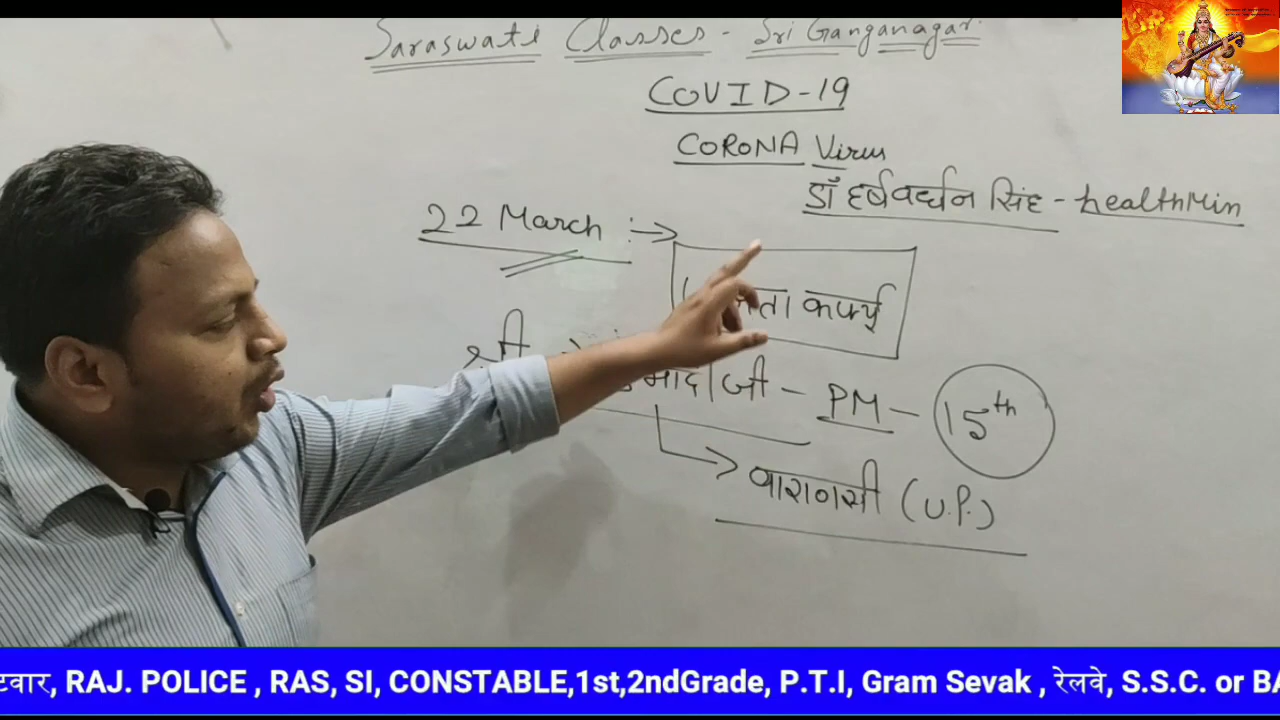 Saraswati Classes - Sri Ganganagar.
COVID-19
CORONA Virus
डॉ हर्षवर्धन सिंह - healthMin
22 March :→
कर्फ्यू
श्री जी - PM - 15th
वाराणसी (U.P.)
RAJ. POLICE , RAS, SI, CONSTABLE,1st,2ndGrade, P.T.I, Gram Sevak , रेलवे, S.S.C. or